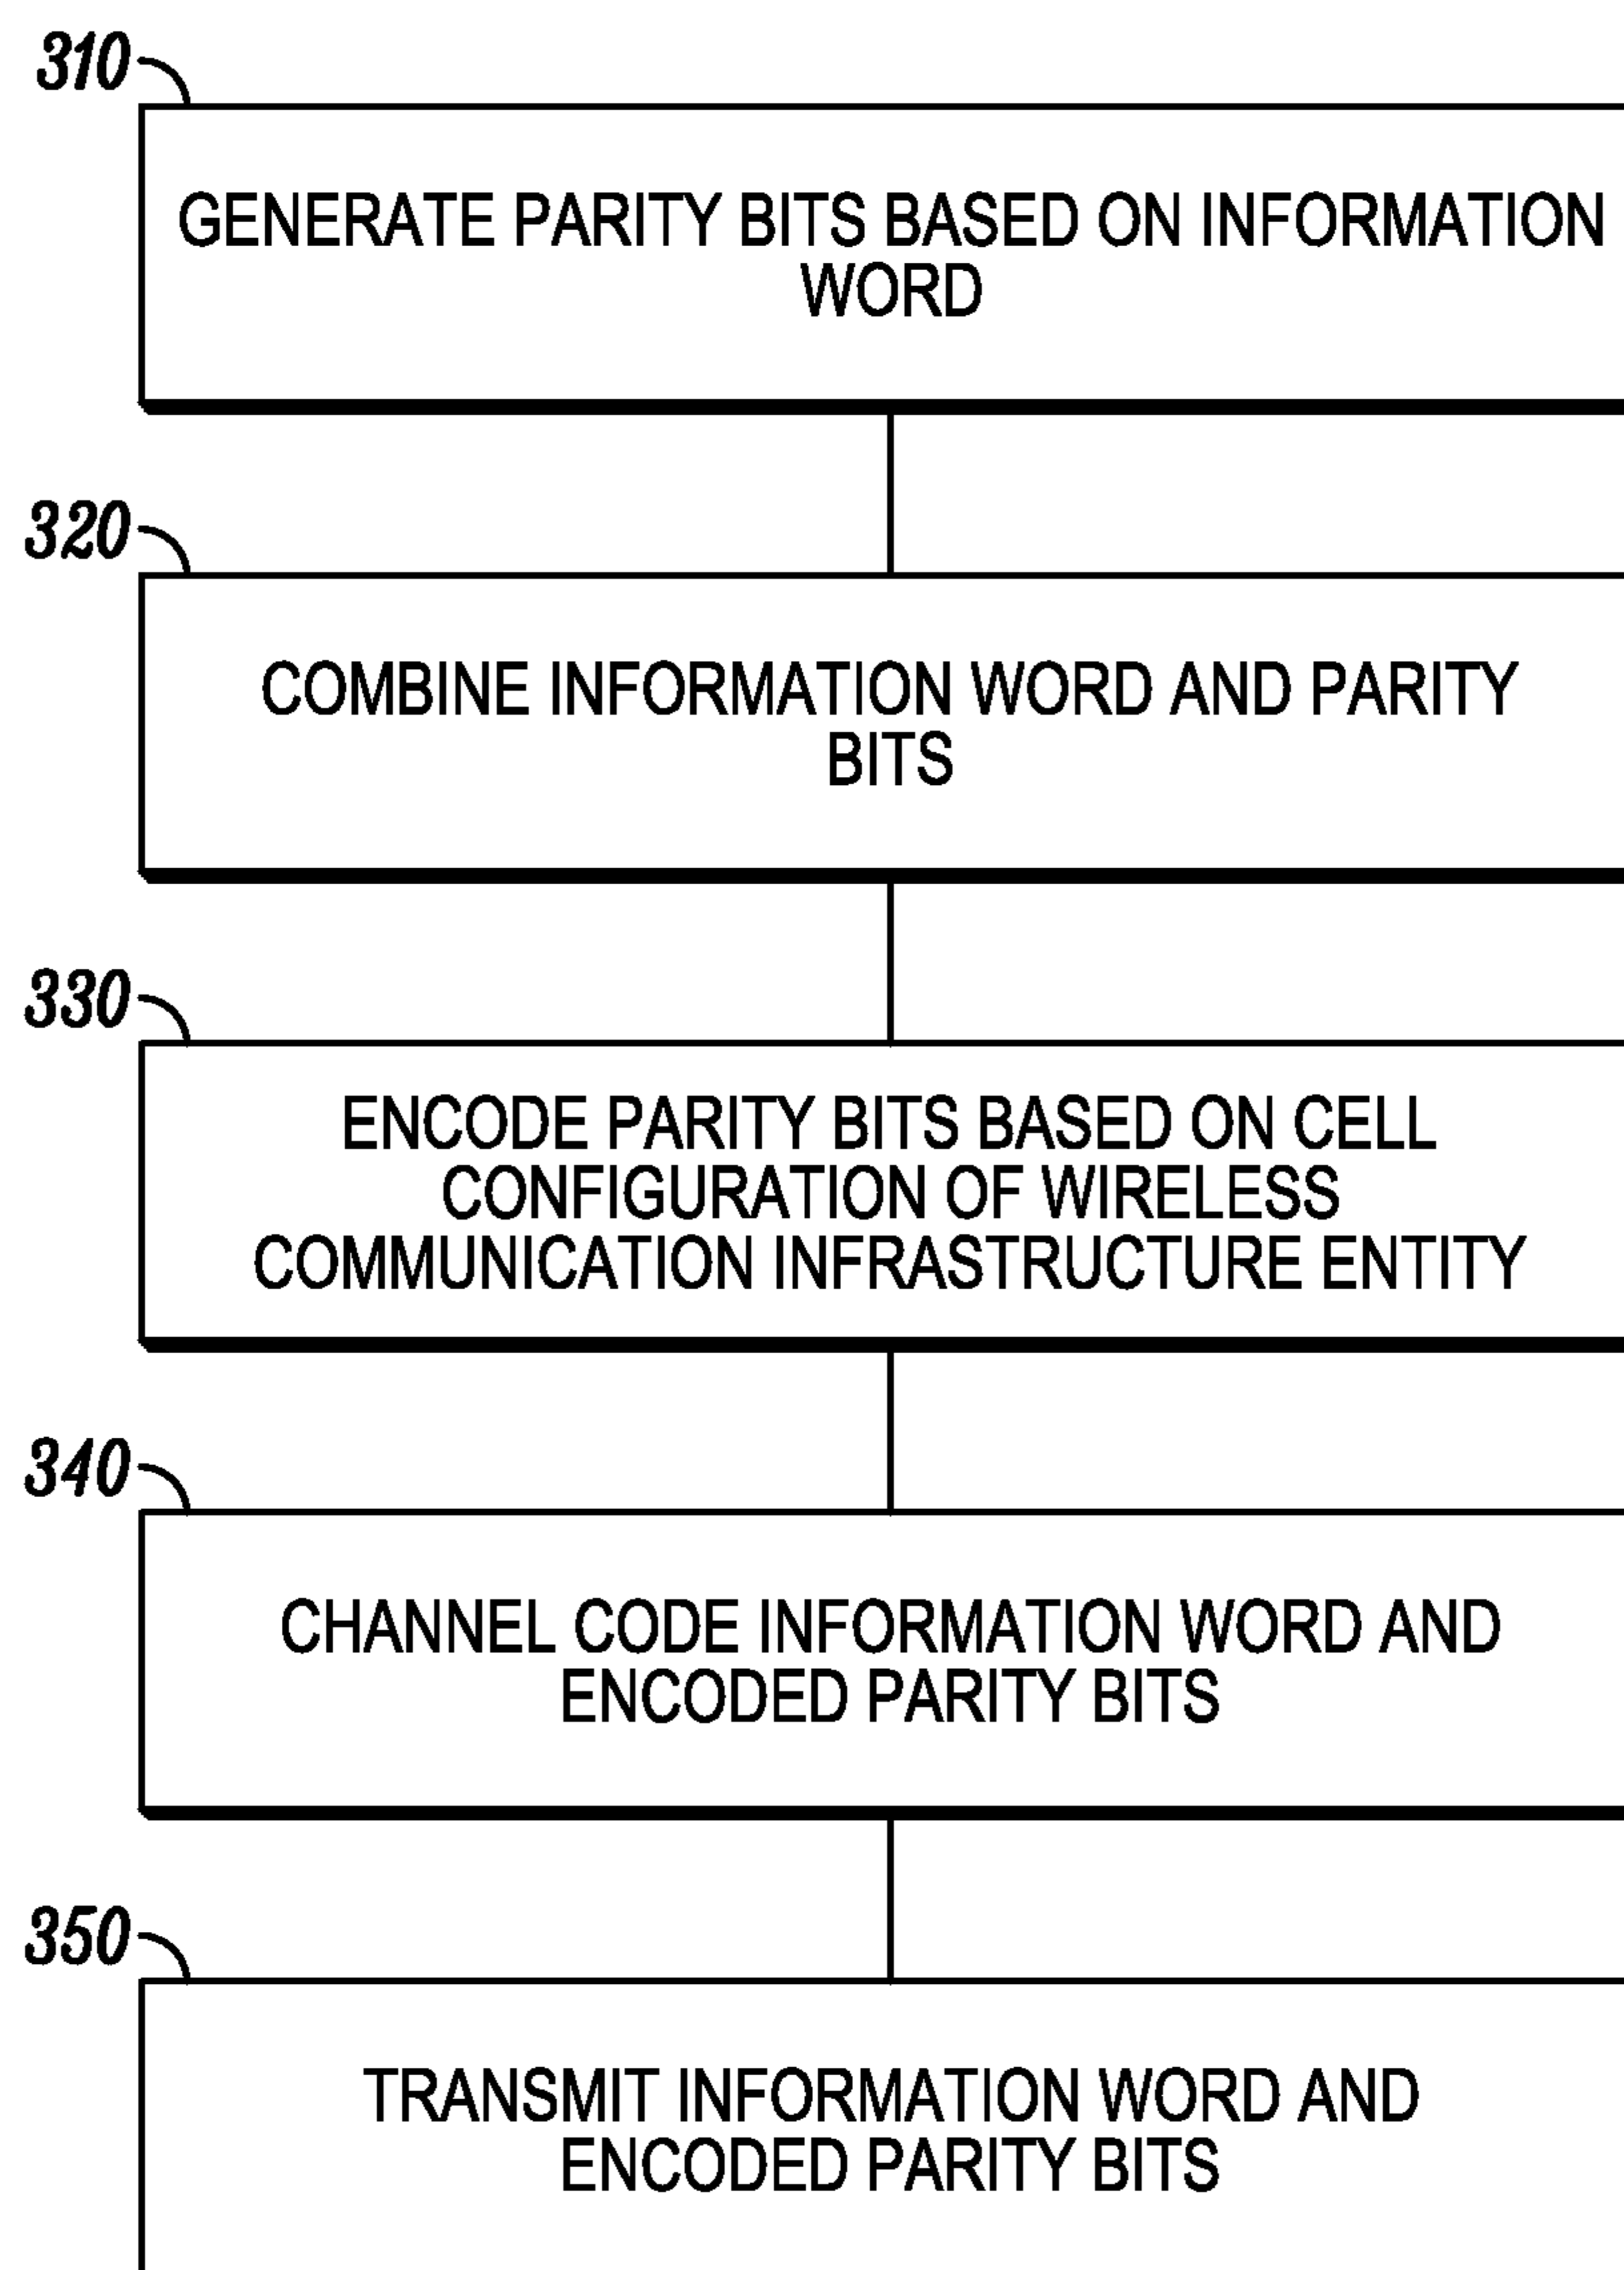 310
GENERATE PARITY BITS BASED ON INFORMATION
WORD
320
COMBINE INFORMATION WORD AND PARITY
BITS
330
ENCODE PARITY BITS BASED ON CELL
CONFIGURATION OF WIRELESS
COMMUNICATION INFRASTRUCTURE ENTITY
340
CHANNEL CODE INFORMATION WORD AND
ENCODED PARITY BITS
350
TRANSMIT INFORMATION WORD AND
ENCODED PARITY BITS